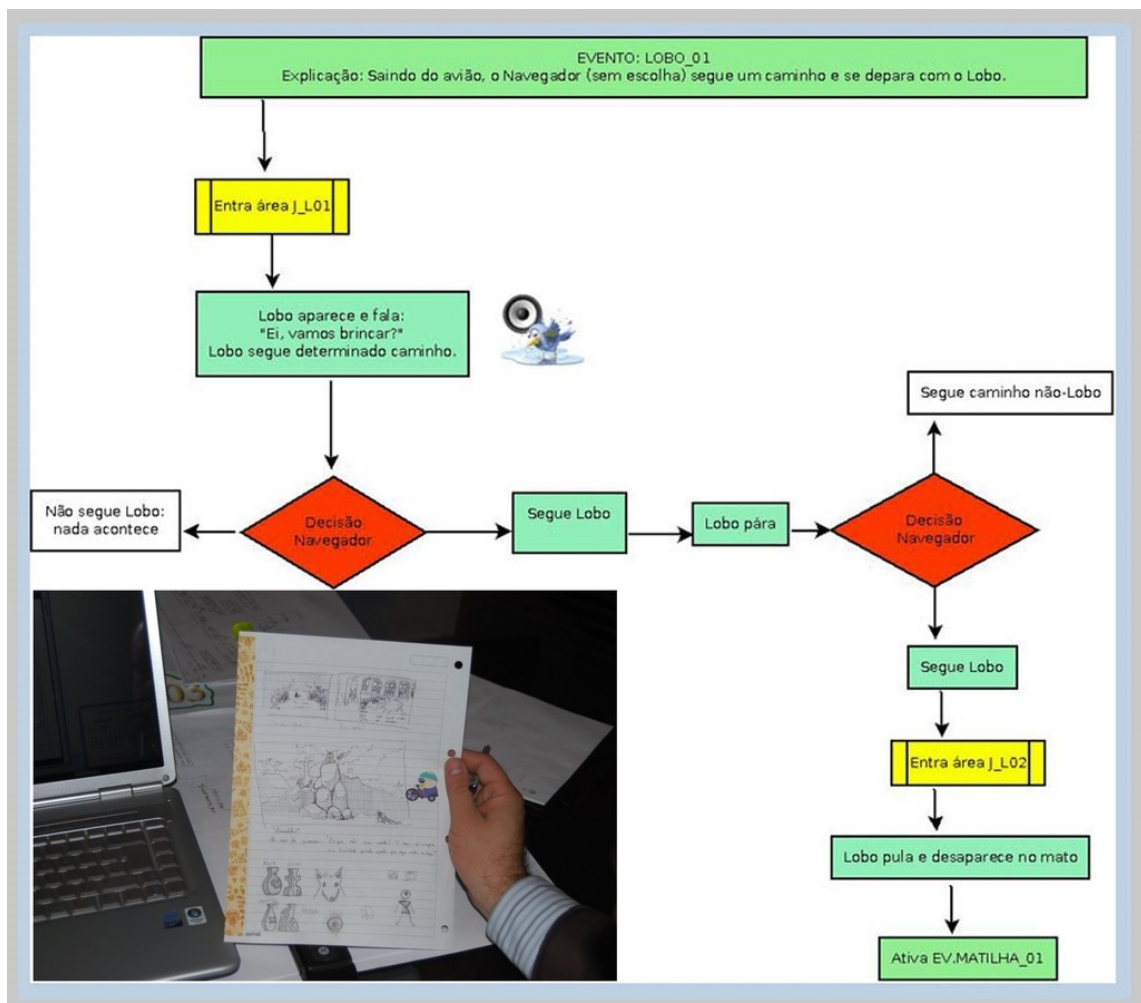 EVENTO: LOBO_01
Explicação: Saindo do avião, o Navegador (sem escolha) segue um caminho e se depara com o Lobo.
Entra área J_L01
Lobo aparece e fala:
"Ei, vamos brincar?"
Lobo segue determinado caminho.
Segue caminho não-Lobo
Não segue Lobo:
nada acontece
Decisão
Navegador
Segue Lobo
Lobo pára
Decisão
Navegador
Segue Lobo
Entra área J_L02
Lobo pula e desaparece no mato
Ativa EV.MATILHA_01